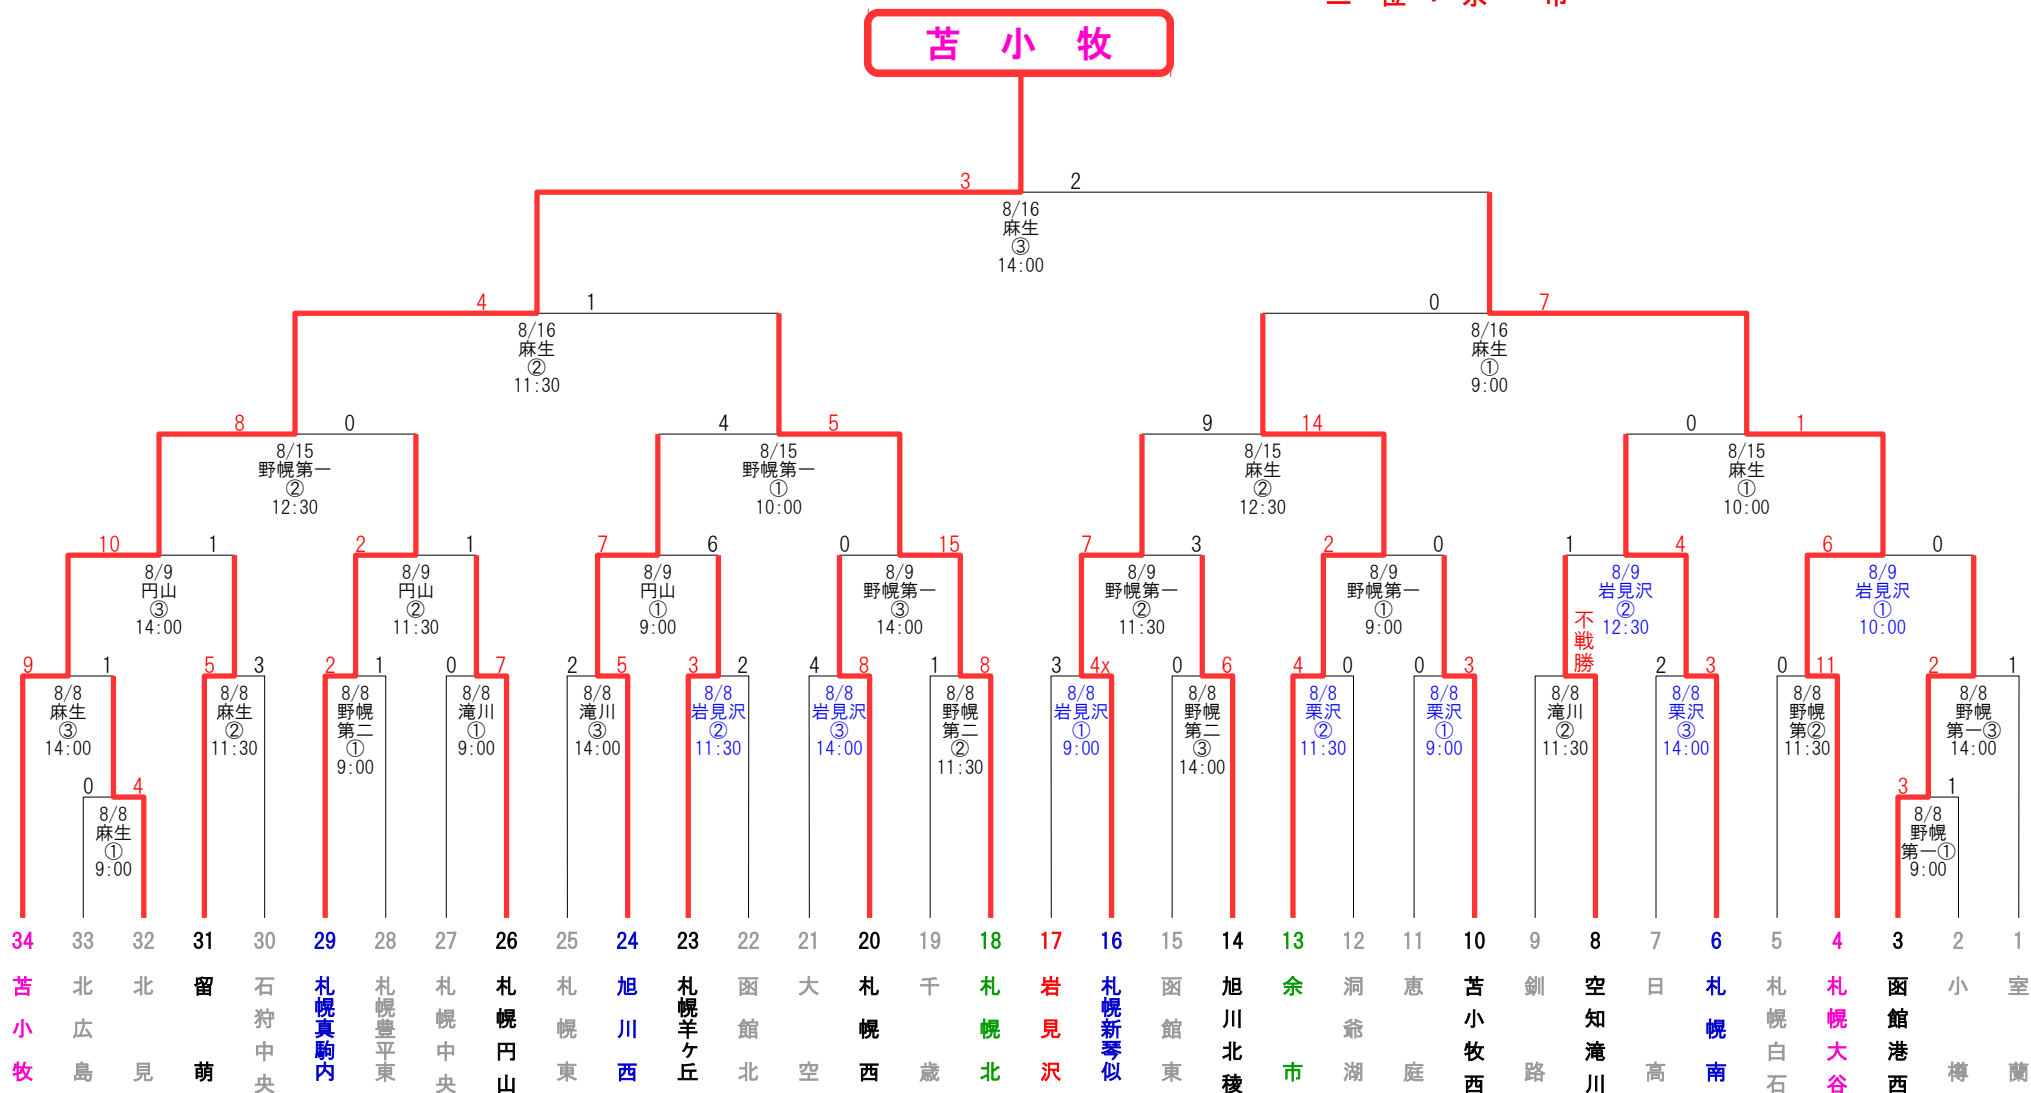 三 位 : 余 市
苫 小 牧
3 2
8/16
麻生
③
14:00
4 1 0 7
8/16 8/16
麻生 麻生
② ①
11:30 9:00
8 0 4 5 9 14 0 1
8/15 8/15 8/15 8/15
野幌第一 野幌第一 麻生 麻生
② ① ② ①
12:30 10:00 12:30 10:00
10 1 2 1 7 6 0 15 7 3 2 0 1 4 6 0
8/9 8/9 8/9 8/9 8/9 8/9 8/9 8/9
円山 円山 円山 野幌第一 野幌第一 野幌第一 岩見沢 岩見沢
③ ② ① ③ ② ① ② ①
14:00 11:30 9:00 14:00 11:30 9:00 12:30 10:00
不戦勝
9 1 5 3 2 1 0 7 2 5 3 2 4 8 1 8 3 4x 0 6 4 0 0 3 2 3 0 11 2 1
8/8 8/8 8/8 8/8 8/8 8/8 8/8 8/8 8/8 8/8 8/8 8/8 8/8 8/8 8/8 8/8
麻生 麻生 野幌 滝川 滝川 岩見沢 岩見沢 野幌 岩見沢 野幌 栗沢 栗沢 滝川 栗沢 野幌 野幌
③ ② 第二 ① ③ ② ③ 第二 ① 第二 ② ① ② ③ 第② 第一③
14:00 11:30 ① 9:00 14:00 11:30 14:00 ② 9:00 ③ 11:30 9:00 11:30 14:00 11:30 14:00
9:00 11:30 14:00
0 4 3 1
8/8 8/8
麻生 野幌
① 第一①
9:00 9:00
34 33 32 31 30 29 28 27 26 25 24 23 22 21 20 19 18 17 16 15 14 13 12 11 10 9 8 7 6 5 4 3 2 1
苫小牧
北広島
北見
留萌
石狩中央
札幌真駒内
札幌豊平東
札幌中央
札幌円山
札幌東
旭川西
札幌羊ヶ丘
函館北
大空
札幌西
千歳
札幌北
岩見沢
札幌新琴似
函館東
旭川北稜
余市
洞爺湖
恵庭
苫小牧西
釧路
空知滝川
日高
札幌南
札幌白石
札幌大谷
函館港西
小樽
室蘭